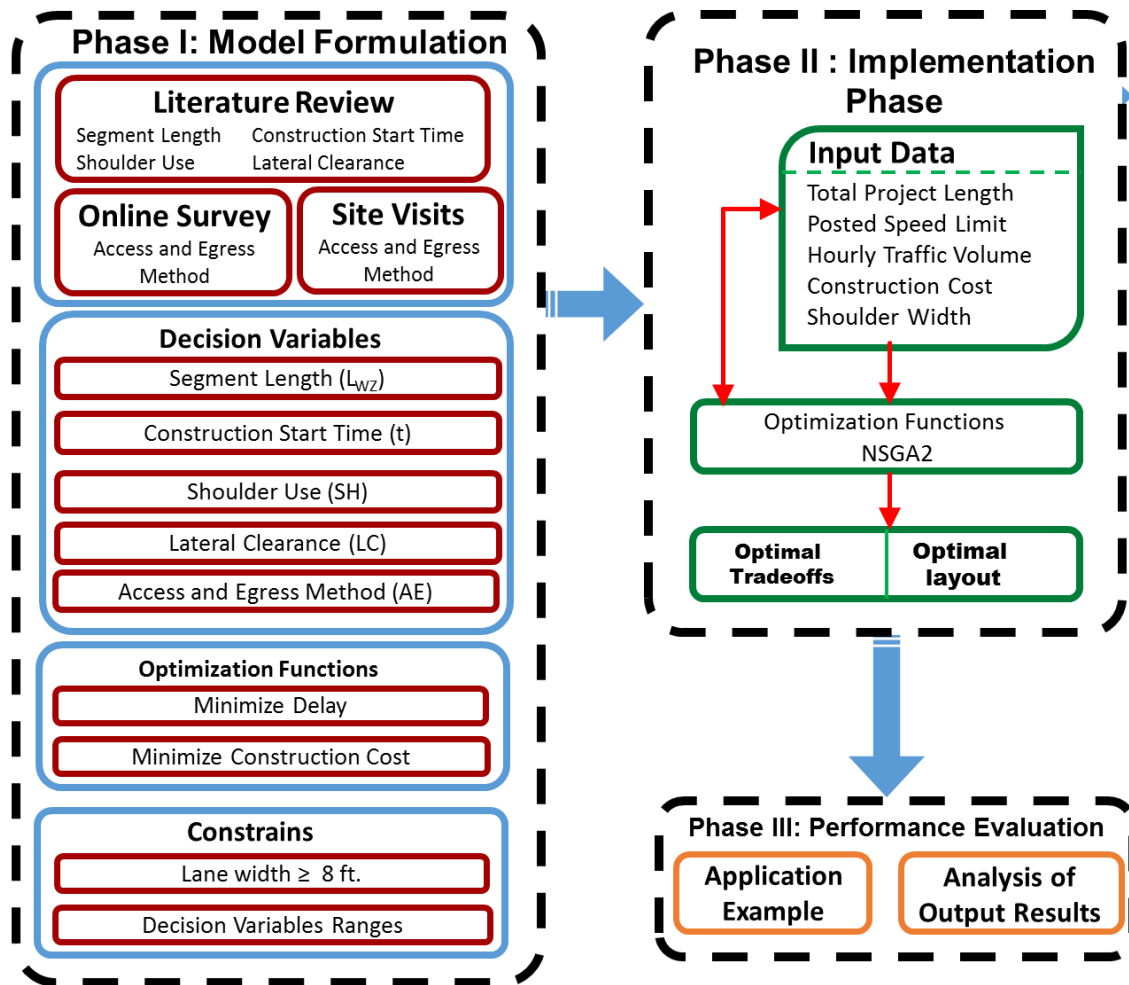 Phase I: Model Formulation
Literature Review
Segment Length Construction Start Time
Shoulder Use Lateral Clearance
Online Survey
Access and Egress
Method
Site Visits
Access and Egress
Method
Decision Variables
Segment Length (LWZ)
Construction Start Time (t)
Shoulder Use (SH)
Lateral Clearance (LC)
Access and Egress Method (AE)
Optimization Functions
Minimize Delay
Minimize Construction Cost
Constrains
Lane width ≥ 8 ft.
Decision Variables Ranges
Phase II : Implementation
Phase
Input Data
Total Project Length
Posted Speed Limit
Hourly Traffic Volume
Construction Cost
Shoulder Width
Optimization Functions
NSGA2
Optimal
Tradeoffs
Optimal
layout
Phase III: Performance Evaluation
Application
Example
Analysis of
Output Results